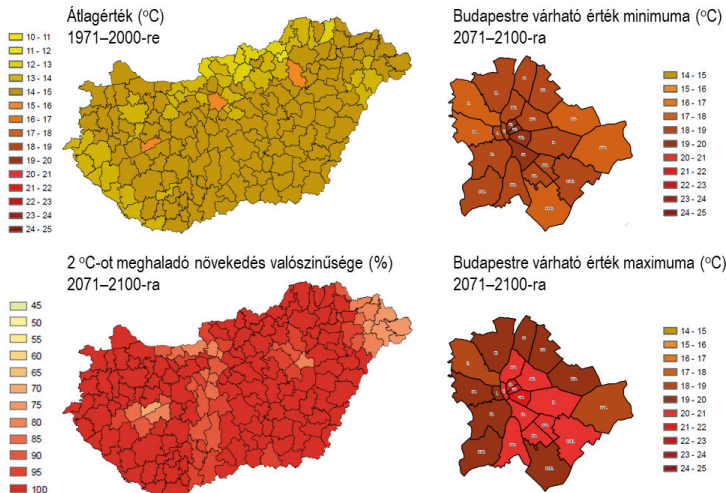 Átlagérték (°C)
1971–2000-re
10 - 11
11 - 12
12 - 13
13 - 14
14 - 15
15 - 16
16 - 17
17 - 18
18 - 19
19 - 20
20 - 21
21 - 22
22 - 23
23 - 24
24 - 25
Budapestre várható érték minimuma (°C)
2071–2100-ra
14 - 15
15 - 16
16 - 17
17 - 18
18 - 19
19 - 20
20 - 21
21 - 22
22 - 23
23 - 24
24 - 25
2 °C-ot meghaladó növekedés valószínűsége (%)
2071–2100-ra
45
50
55
60
65
70
75
80
85
90
95
100
Budapestre várható érték maximuma (°C)
2071–2100-ra
14 - 15
15 - 16
16 - 17
17 - 18
18 - 19
19 - 20
20 - 21
21 - 22
22 - 23
23 - 24
24 - 25